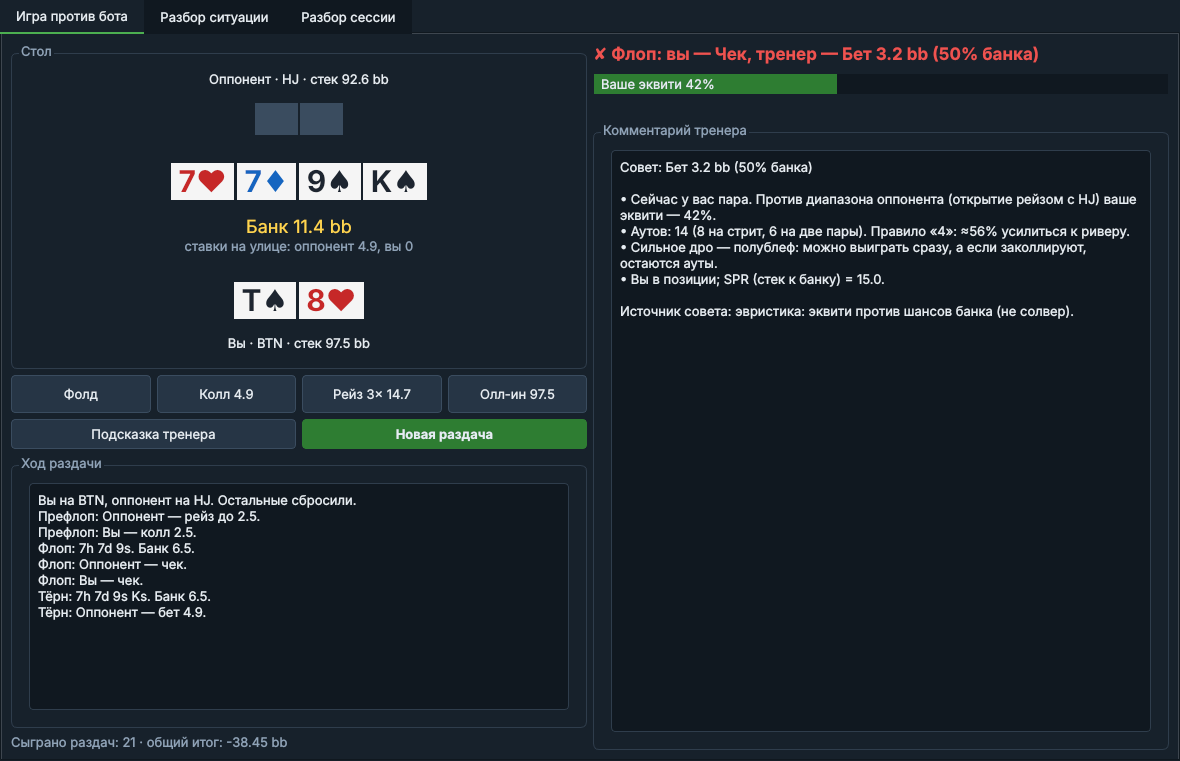 Игра против бота
Разбор ситуации
Разбор сессии
Стол
Оппонент · HJ · стек 92.6 bb
7♥ 7♦ 9♠ K♠
Банк 11.4 bb
ставки на улице: оппонент 4.9, вы 0
T♠ 8♥
Вы · BTN · стек 97.5 bb
Фолд
Колл 4.9
Рейз 3× 14.7
Олл-ин 97.5
Подсказка тренера
Новая раздача
Ход раздачи
Вы на BTN, оппонент на HJ. Остальные сбросили.
Префлоп: Оппонент — рейз до 2.5.
Префлоп: Вы — колл 2.5.
Флоп: 7h 7d 9s. Банк 6.5.
Флоп: Оппонент — чек.
Флоп: Вы — чек.
Тёрн: 7h 7d 9s Ks. Банк 6.5.
Тёрн: Оппонент — бет 4.9.
Сыграно раздач: 21 · общий итог: -38.45 bb
✘ Флоп: вы — Чек, тренер — Бет 3.2 bb (50% банка)
Ваше эквити 42%
Комментарий тренера
Совет: Бет 3.2 bb (50% банка)
• Сейчас у вас пара. Против диапазона оппонента (открытие рейзом с HJ) ваше
эквити — 42%.
• Аутов: 14 (8 на стрит, 6 на две пары). Правило «4»: ≈56% усилиться к риверу.
• Сильное дро — полублеф: можно выиграть сразу, а если заколлируют,
остаются ауты.
• Вы в позиции; SPR (стек к банку) = 15.0.
Источник совета: эвристика: эквити против шансов банка (не солвер).